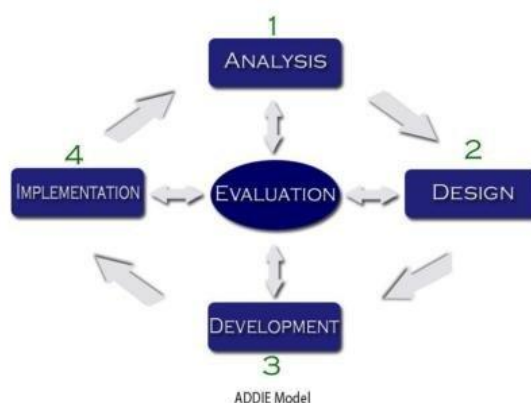 1
ANALYSIS
4
IMPLEMENTATION
EVALUATION
2
DESIGN
DEVELOPMENT
3
ADDIE Model